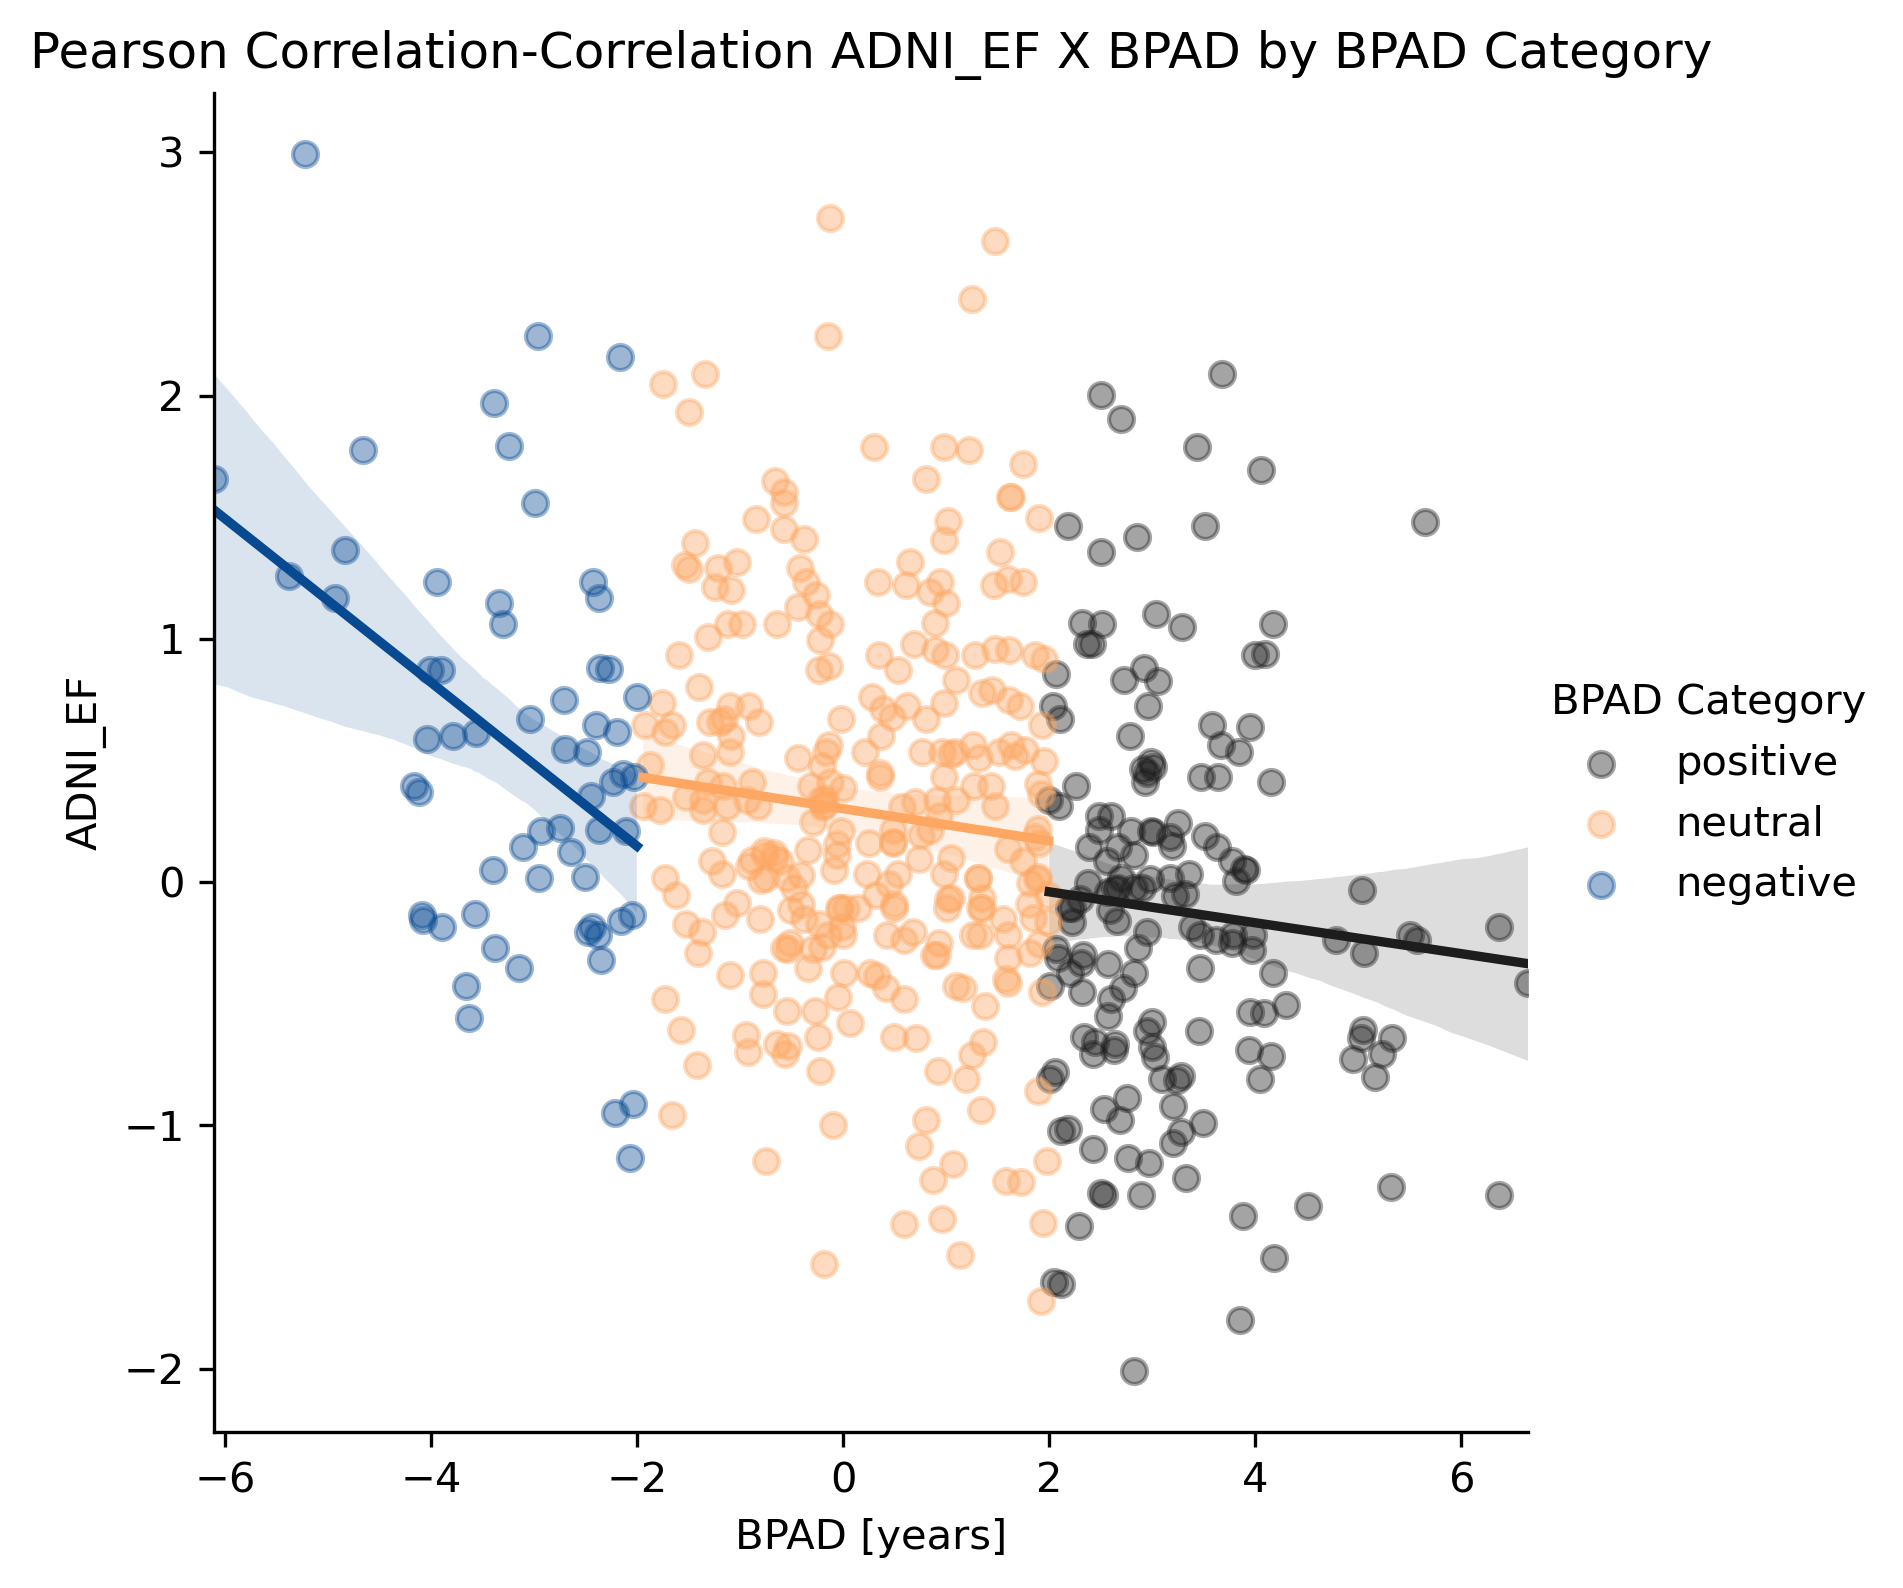 Pearson Correlation-Correlation ADNI_EF X BPAD by BPAD Category
3
2
1
0
−1
−2
ADNI_EF
−6 −4 −2 0 2 4 6
BPAD [years]
BPAD Category
positive
neutral
negative